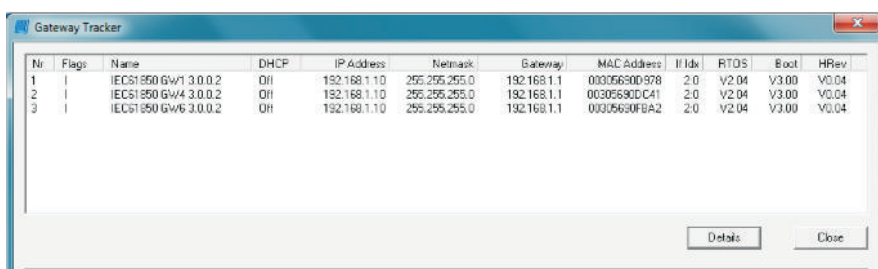 Gateway Tracker
Nr Flags Name DHCP IP Address Netmask Gateway MAC Address If Idx RTOS Boot HRev
1 I IEC61850 GW1 3.0.0.2 Off 192.168.1.10 255.255.255.0 192.168.1.1 00305690D978 2:0 V2.04 V3.00 V0.04
2 I IEC61850 GW4 3.0.0.2 Off 192.168.1.10 255.255.255.0 192.168.1.1 00305690DC41 2:0 V2.04 V3.00 V0.04
3 I IEC61850 GW6 3.0.0.2 Off 192.168.1.10 255.255.255.0 192.168.1.1 00305690FBA2 2:0 V2.04 V3.00 V0.04
Details Close